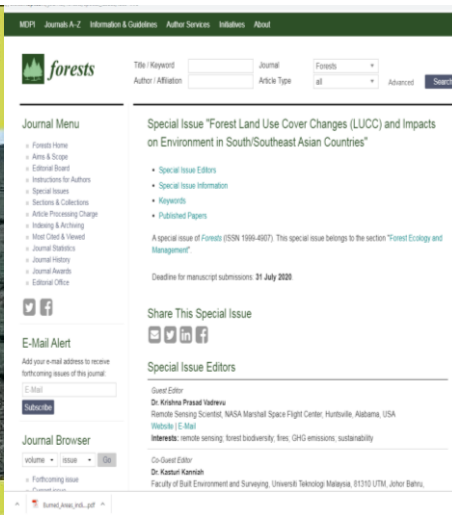 MDPI Journals A-Z Information & Guidelines Author Services Initiatives About
forests
Title / Keyword
Journal
Forests
Author / Affiliation
Article Type
all
Advanced
Search
Journal Menu
Forests Home
Aims & Scope
Editorial Board
Instructions for Authors
Special Issues
Sections & Collections
Article Processing Charge
Indexing & Archiving
Most Cited & Viewed
Journal Statistics
Journal History
Journal Awards
Editorial Office
E-Mail Alert
Add your e-mail address to receive
forthcoming issues of this journal:
E-Mail
Subscribe
Journal Browser
volume issue Go
Forthcoming issue
Current issue
Special Issue "Forest Land Use Cover Changes (LUCC) and Impacts
on Environment in South/Southeast Asian Countries"
Special Issue Editors
Special Issue Information
Keywords
Published Papers
A special issue of Forests (ISSN 1999-4907). This special issue belongs to the section "Forest Ecology and
Management".
Deadline for manuscript submissions: 31 July 2020.
Share This Special Issue
Special Issue Editors
Guest Editor
Dr. Krishna Prasad Vadrevu
Remote Sensing Scientist, NASA Marshall Space Flight Center, Huntsville, Alabama, USA
Website | E-Mail
Interests: remote sensing; forest biodiversity; fires; GHG emissions; sustainability
Co-Guest Editor
Dr. Kasturi Kanniah
Faculty of Built Environment and Surveying, Universiti Teknologi Malaysia, 81310 UTM, Johor Bahru,
Burned_Areas_indi....pdf